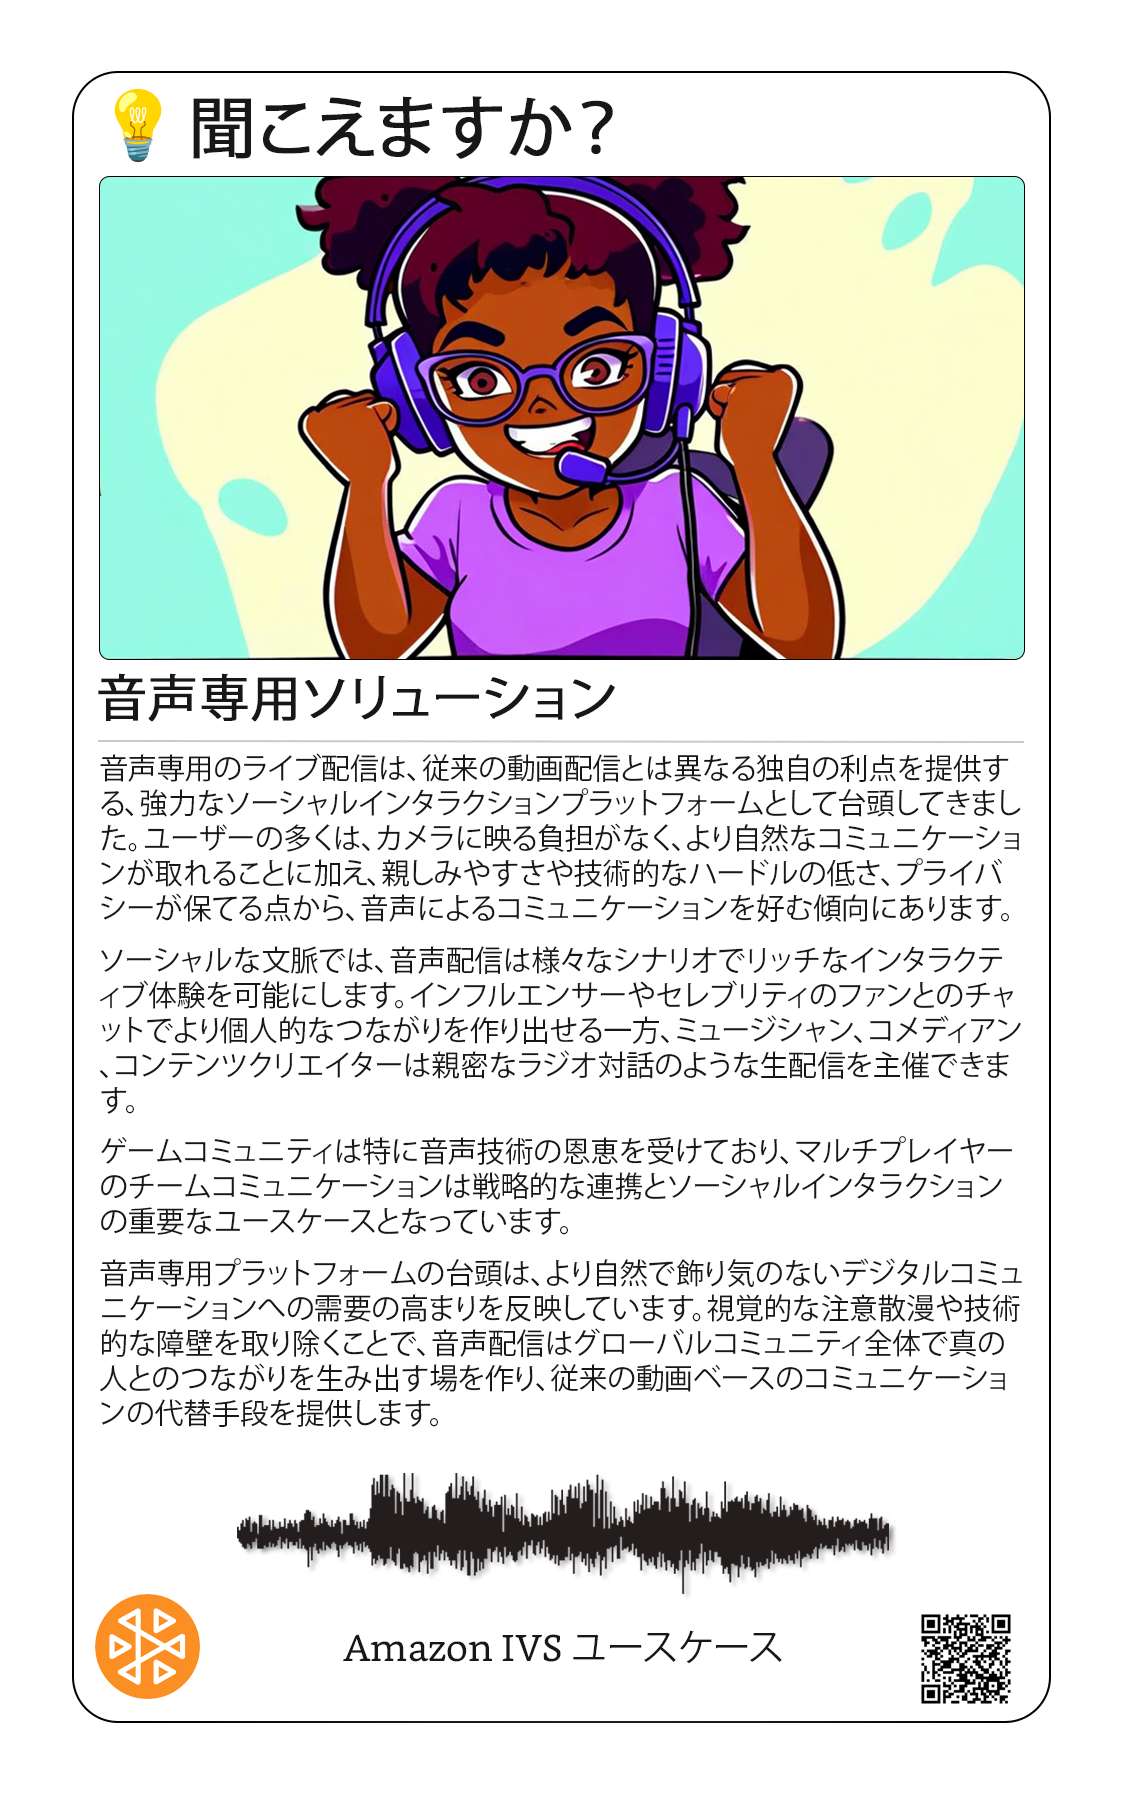 聞こえますか？
音声専用ソリューション
音声専用のライブ配信は、従来の動画配信とは異なる独自の利点を提供す
る、強力なソーシャルインタラクションプラットフォームとして台頭してきまし
た。ユーザーの多くは、カメラに映る負担がなく、より自然なコミュニケーショ
ンが取れることに加え、親しみやすさや技術的なハードルの低さ、プライバ
シーが保てる点から、音声によるコミュニケーションを好む傾向にあります。
ソーシャルな文脈では、音声配信は様々なシナリオでリッチなインタラクテ
ィブ体験を可能にします。インフルエンサーやセレブリティのファンとのチャ
ットでより個人的なつながりを作り出せる一方、ミュージシャン、コメディアン
、コンテンツクリエイターは親密なラジオ対話のような生配信を主催できま
す。
ゲームコミュニティは特に音声技術の恩恵を受けており、マルチプレイヤー
のチームコミュニケーションは戦略的な連携とソーシャルインタラクション
の重要なユースケースとなっています。
音声専用プラットフォームの台頭は、より自然で飾り気のないデジタルコミュ
ニケーションへの需要の高まりを反映しています。視覚的な注意散漫や技術
的な障壁を取り除くことで、音声配信はグローバルコミュニティ全体で真の
人とのつながりを生み出す場を作り、従来の動画ベースのコミュニケーショ
ンの代替手段を提供します。
Amazon IVS ユースケース